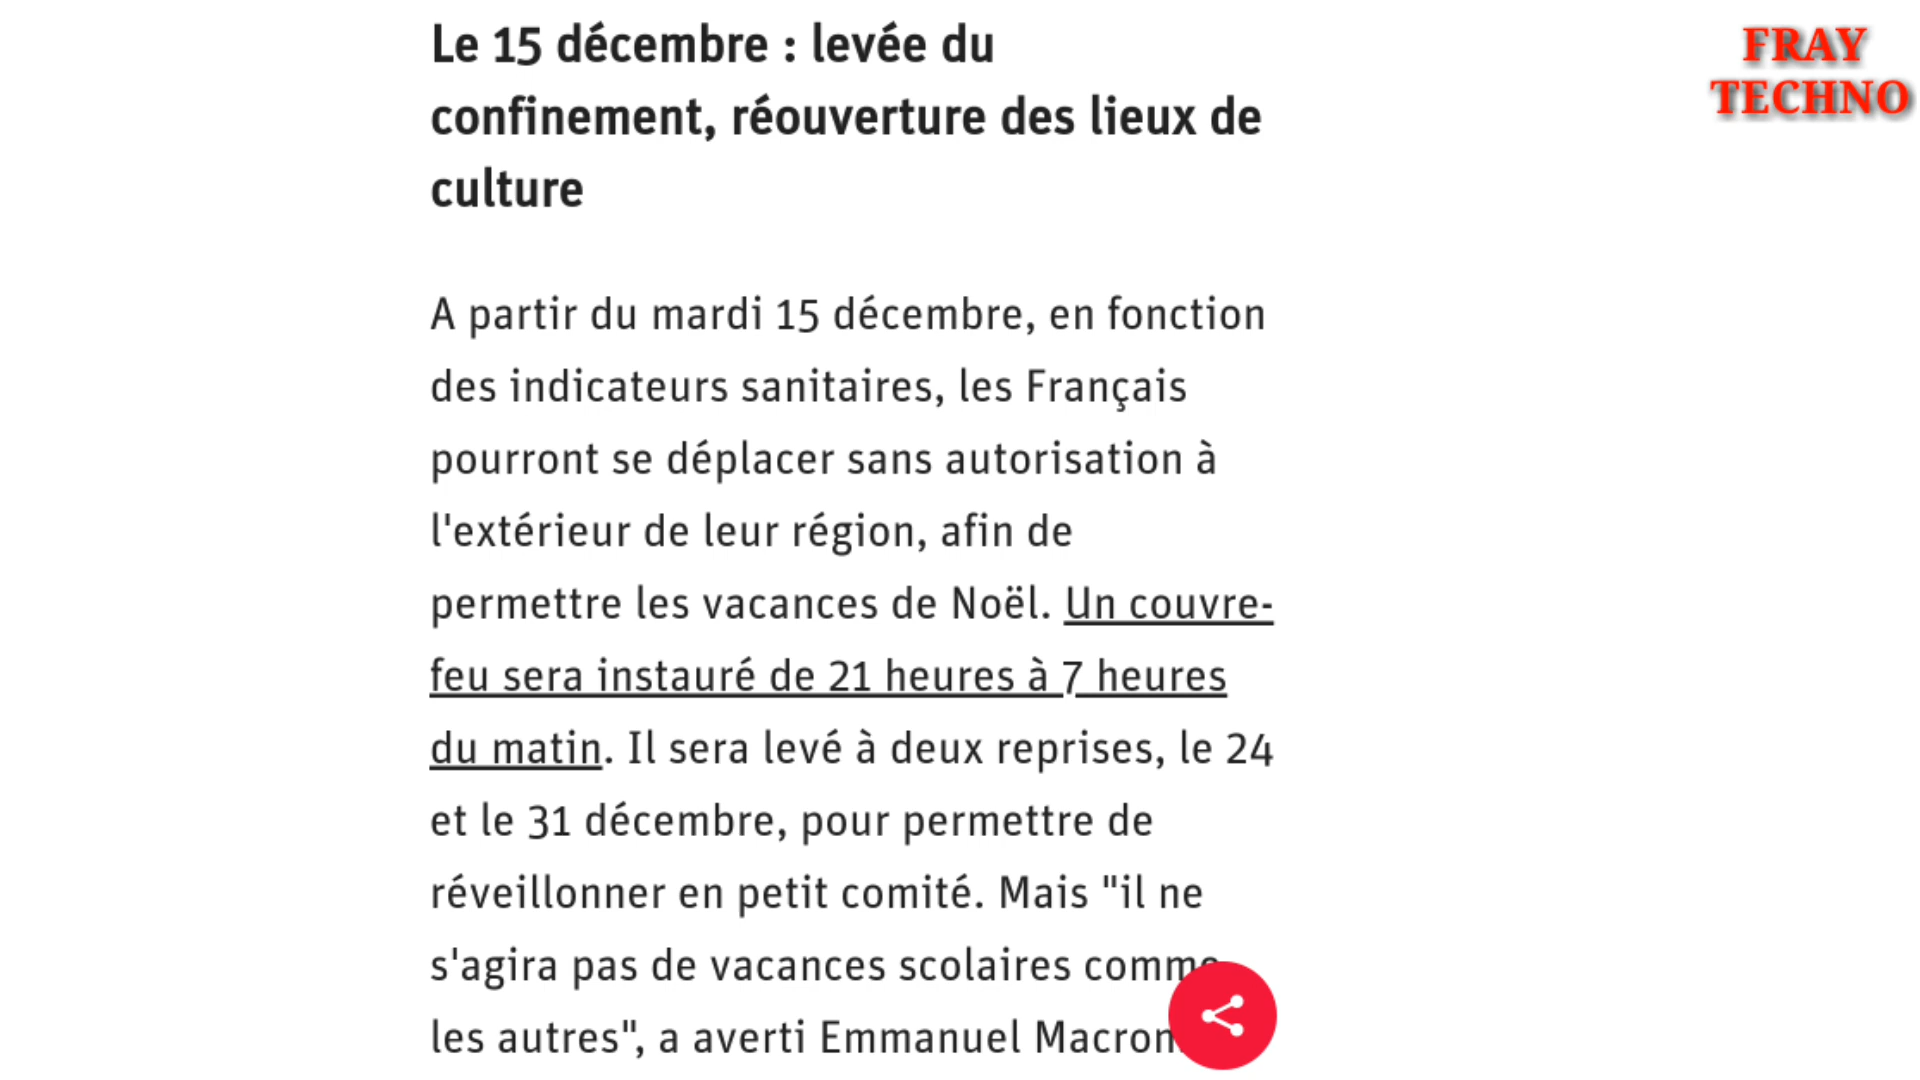 Le 15 décembre : levée du
confinement, réouverture des lieux de
culture
A partir du mardi 15 décembre, en fonction
des indicateurs sanitaires, les Français
pourront se déplacer sans autorisation à
l'extérieur de leur région, afin de
permettre les vacances de Noël. Un couvre-
feu sera instauré de 21 heures à 7 heures
du matin. Il sera levé à deux reprises, le 24
et le 31 décembre, pour permettre de
réveillonner en petit comité. Mais "il ne
s'agira pas de vacances scolaires comme
les autres", a averti Emmanuel Macron.
FRAY
TECHNO